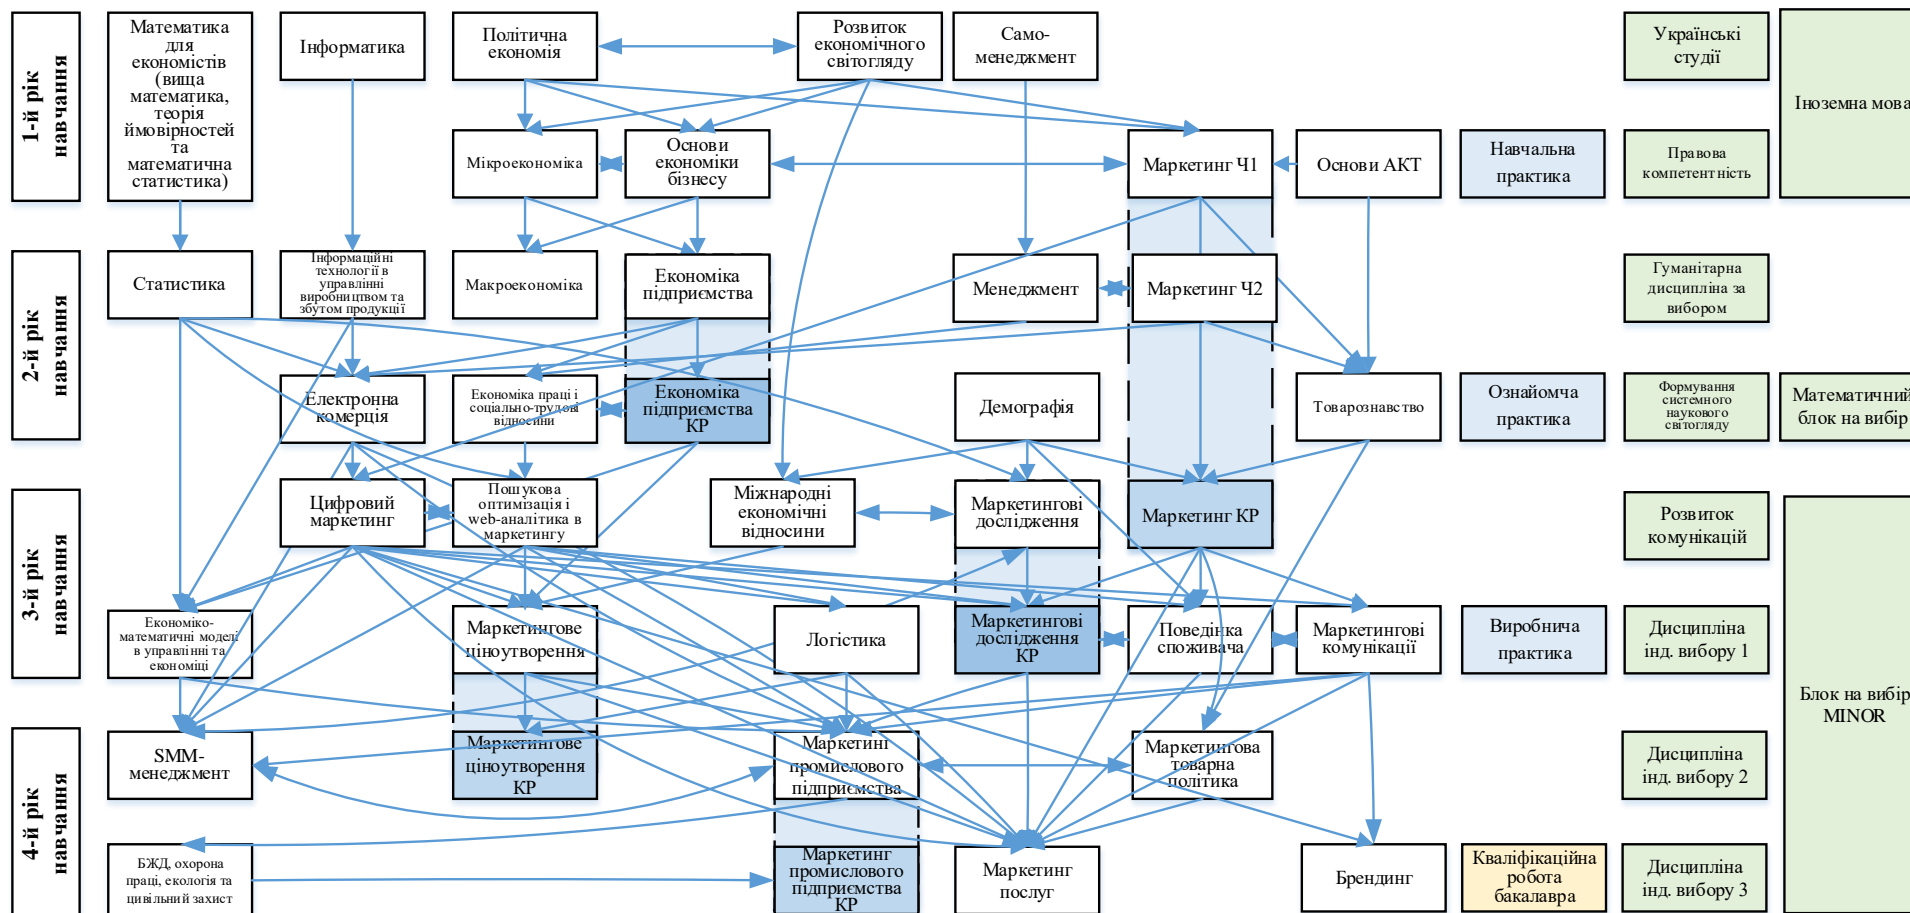 1-й рік
навчання
Математика
для
економістів
(вища
математика,
теорія
ймовірностей
та
математична
статистика)
Інформатика
Політична
економія
Розвиток
економічного
світогляду
Само-
менеджмент
Українські
студії
Іноземна мова
Мікроекономіка
Основи
економіки
бізнесу
Маркетинг Ч1
Основи АКТ
Навчальна
практика
Правова
компетентність
2-й рік
навчання
Статистика
Інформаційні
технології в
управлінні
виробництвом та
збутом продукції
Макроекономіка
Економіка
підприємства
Менеджмент
Маркетинг Ч2
Гуманітарна
дисципліна за
вибором
Електронна
комерція
Економіка праці і
соціально-трудові
відносини
Економіка
підприємства
КР
Демографія
Товарознавство
Ознайомча
практика
Формування
системного
наукового
світогляду
Математичний
блок на вибір
3-й рік
навчання
Цифровий
маркетинг
Пошукова
оптимізація і
web-аналітика в
маркетингу
Міжнародні
економічні
відносини
Маркетингові
дослідження
Маркетинг КР
Розвиток
комунікацій
Економіко-
математичні моделі
в управлінні та
економіці
Маркетингове
ціноутворення
Логістика
Маркетингові
дослідження
КР
Поведінка
споживача
Маркетингові
комунікації
Виробнича
практика
Дисципліна
інд. вибору 1
Блок на вибір
MINOR
4-й рік
навчання
SMM-
менеджмент
Маркетингове
ціноутворення
КР
Маркетинг
промислового
підприємства
Маркетингова
товарна
політика
Дисципліна
інд. вибору 2
БЖД, охорона
праці, екологія та
цивільний захист
Маркетинг
промислового
підприємства
КР
Маркетинг
послуг
Брендинг
Кваліфікаційна
робота
бакалавра
Дисципліна
інд. вибору 3